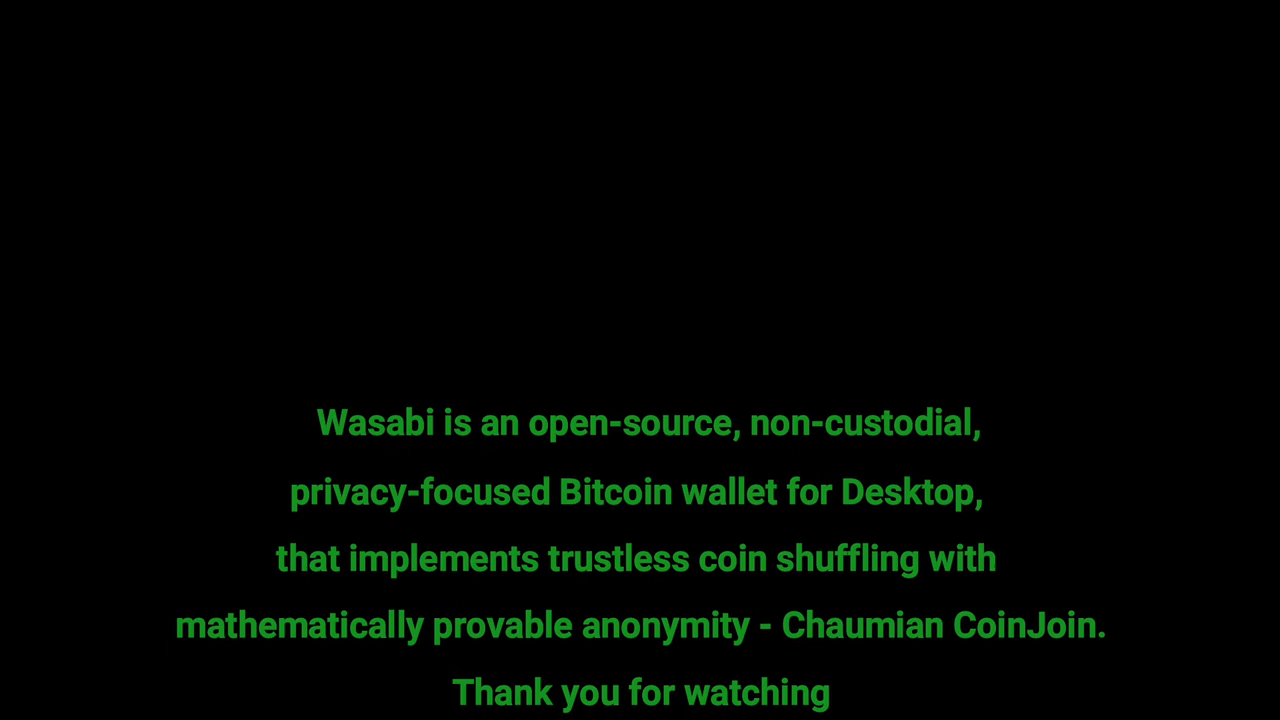 Wasabi is an open-source, non-custodial,
privacy-focused Bitcoin wallet for Desktop,
that implements trustless coin shuffling with
mathematically provable anonymity - Chaumian CoinJoin.
Thank you for watching